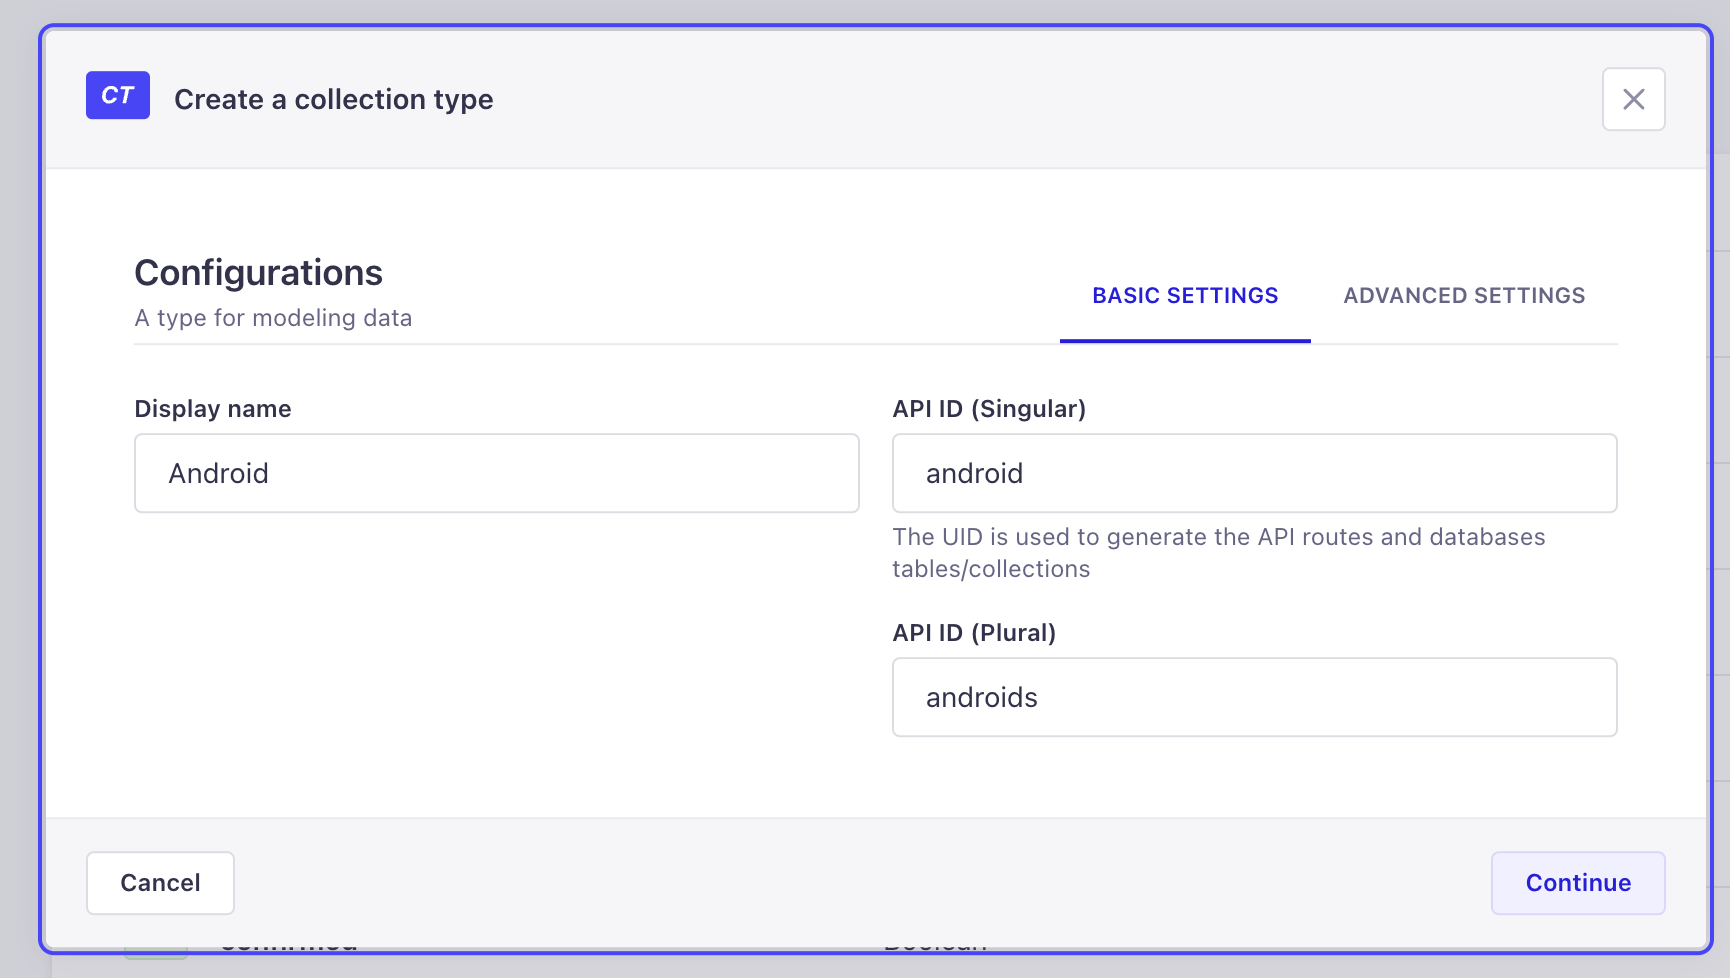 CT
Create a collection type
Configurations
A type for modeling data
BASIC SETTINGS
ADVANCED SETTINGS
Display name
Android
API ID (Singular)
android
The UID is used to generate the API routes and databases
tables/collections
API ID (Plural)
androids
Cancel
Continue
confirmed
Boolean